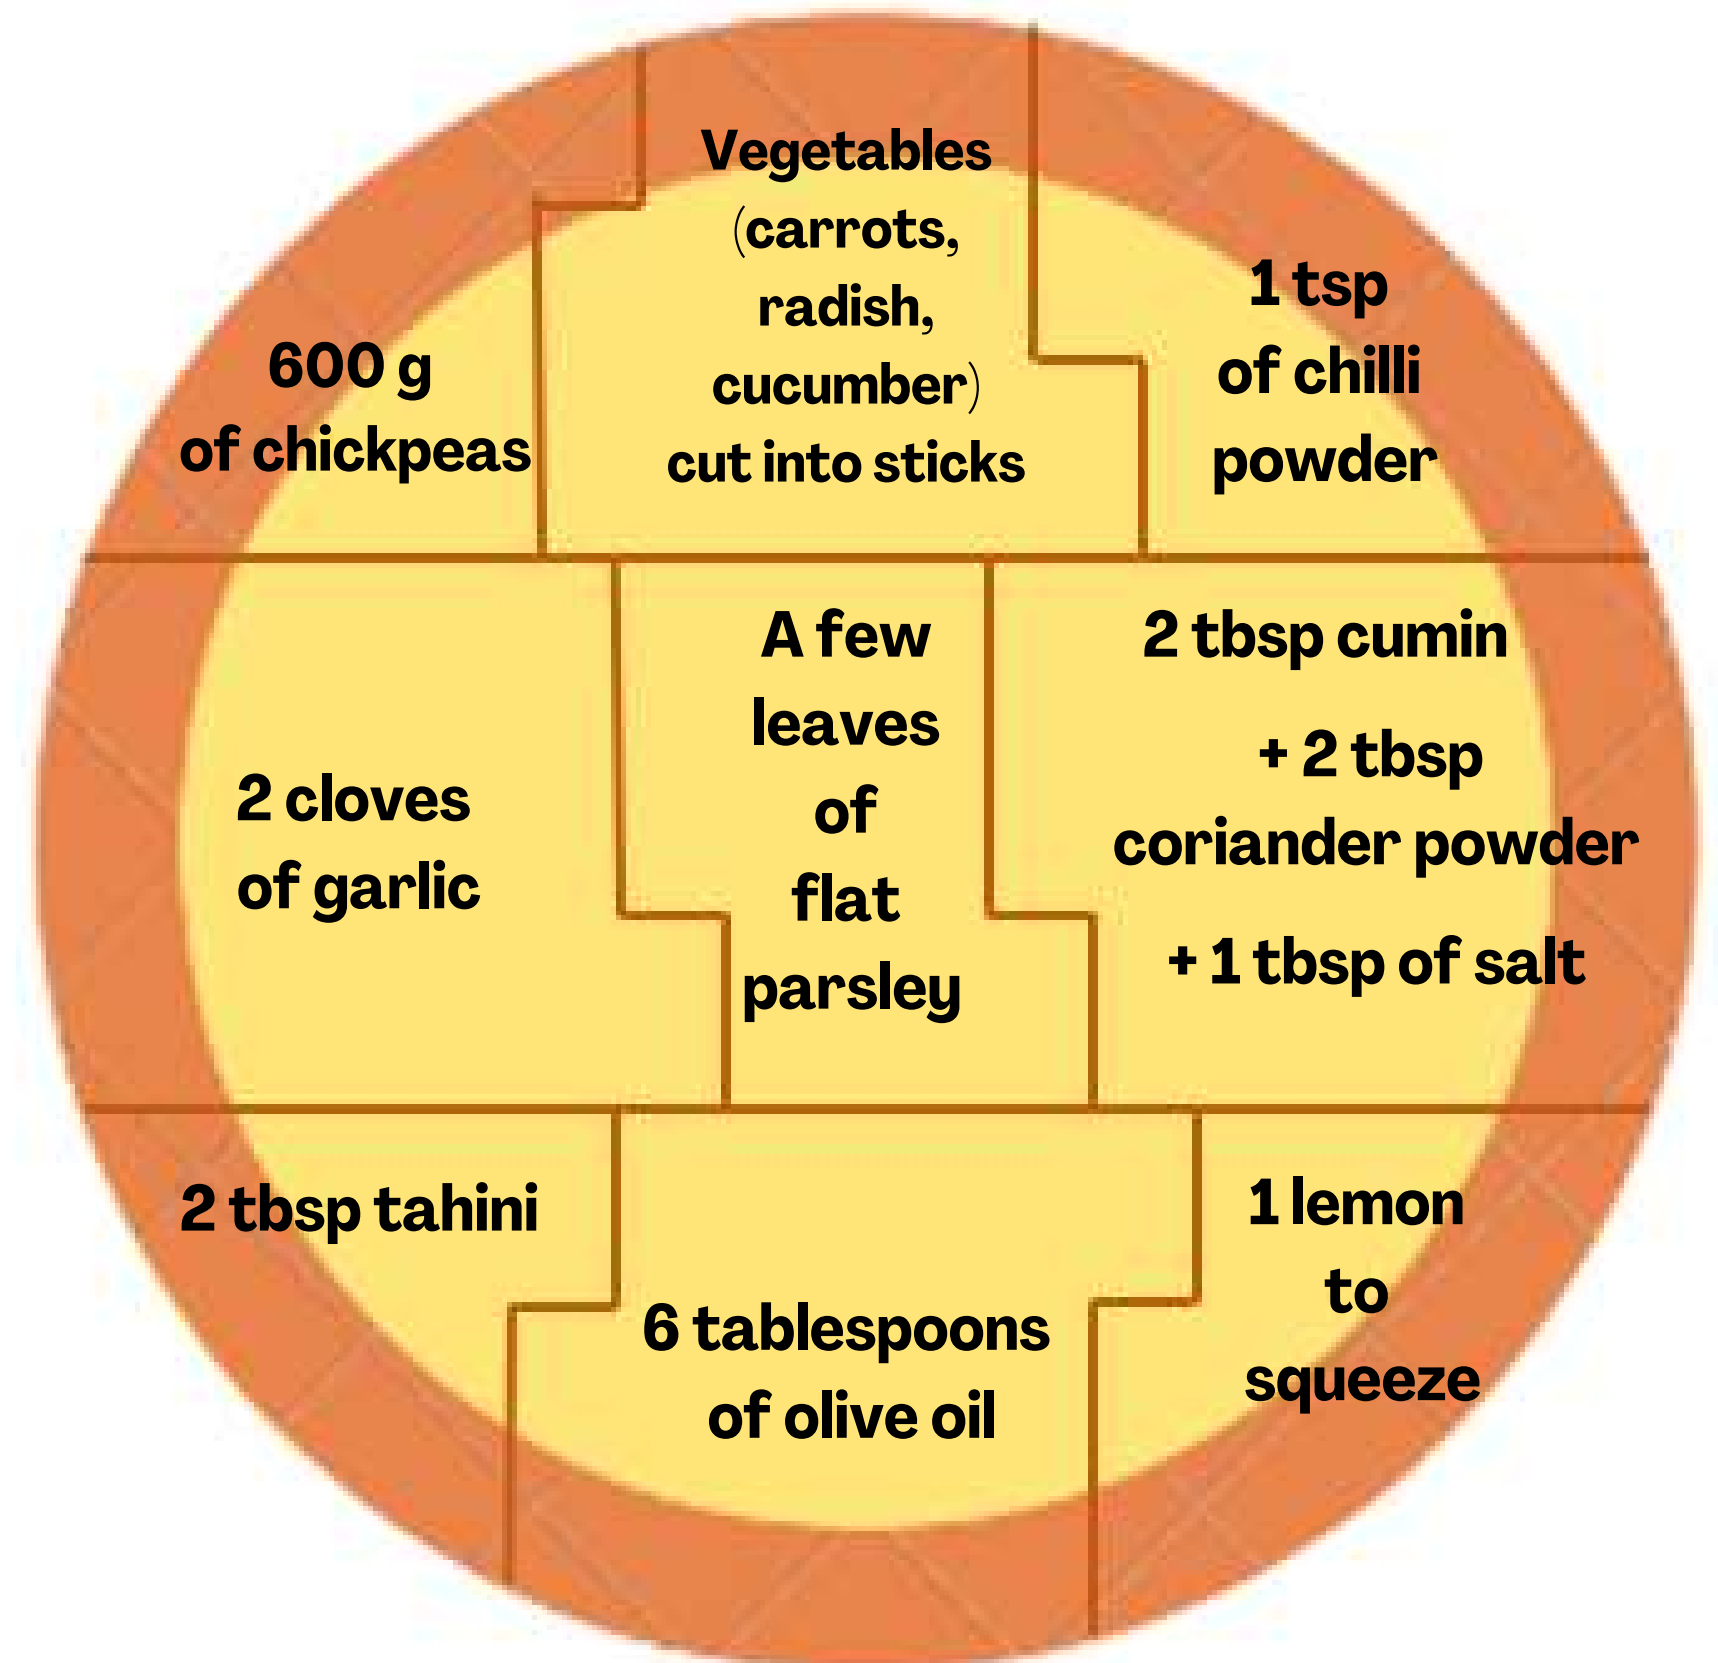 Vegetables
(carrots,
radish,
cucumber)
cut into sticks
600 g
of chickpeas
1 tsp
of chilli
powder
2 cloves
of garlic
A few
leaves
of
flat
parsley
2 tbsp cumin
+ 2 tbsp
coriander powder
+ 1 tbsp of salt
2 tbsp tahini
6 tablespoons
of olive oil
1 lemon
to
squeeze